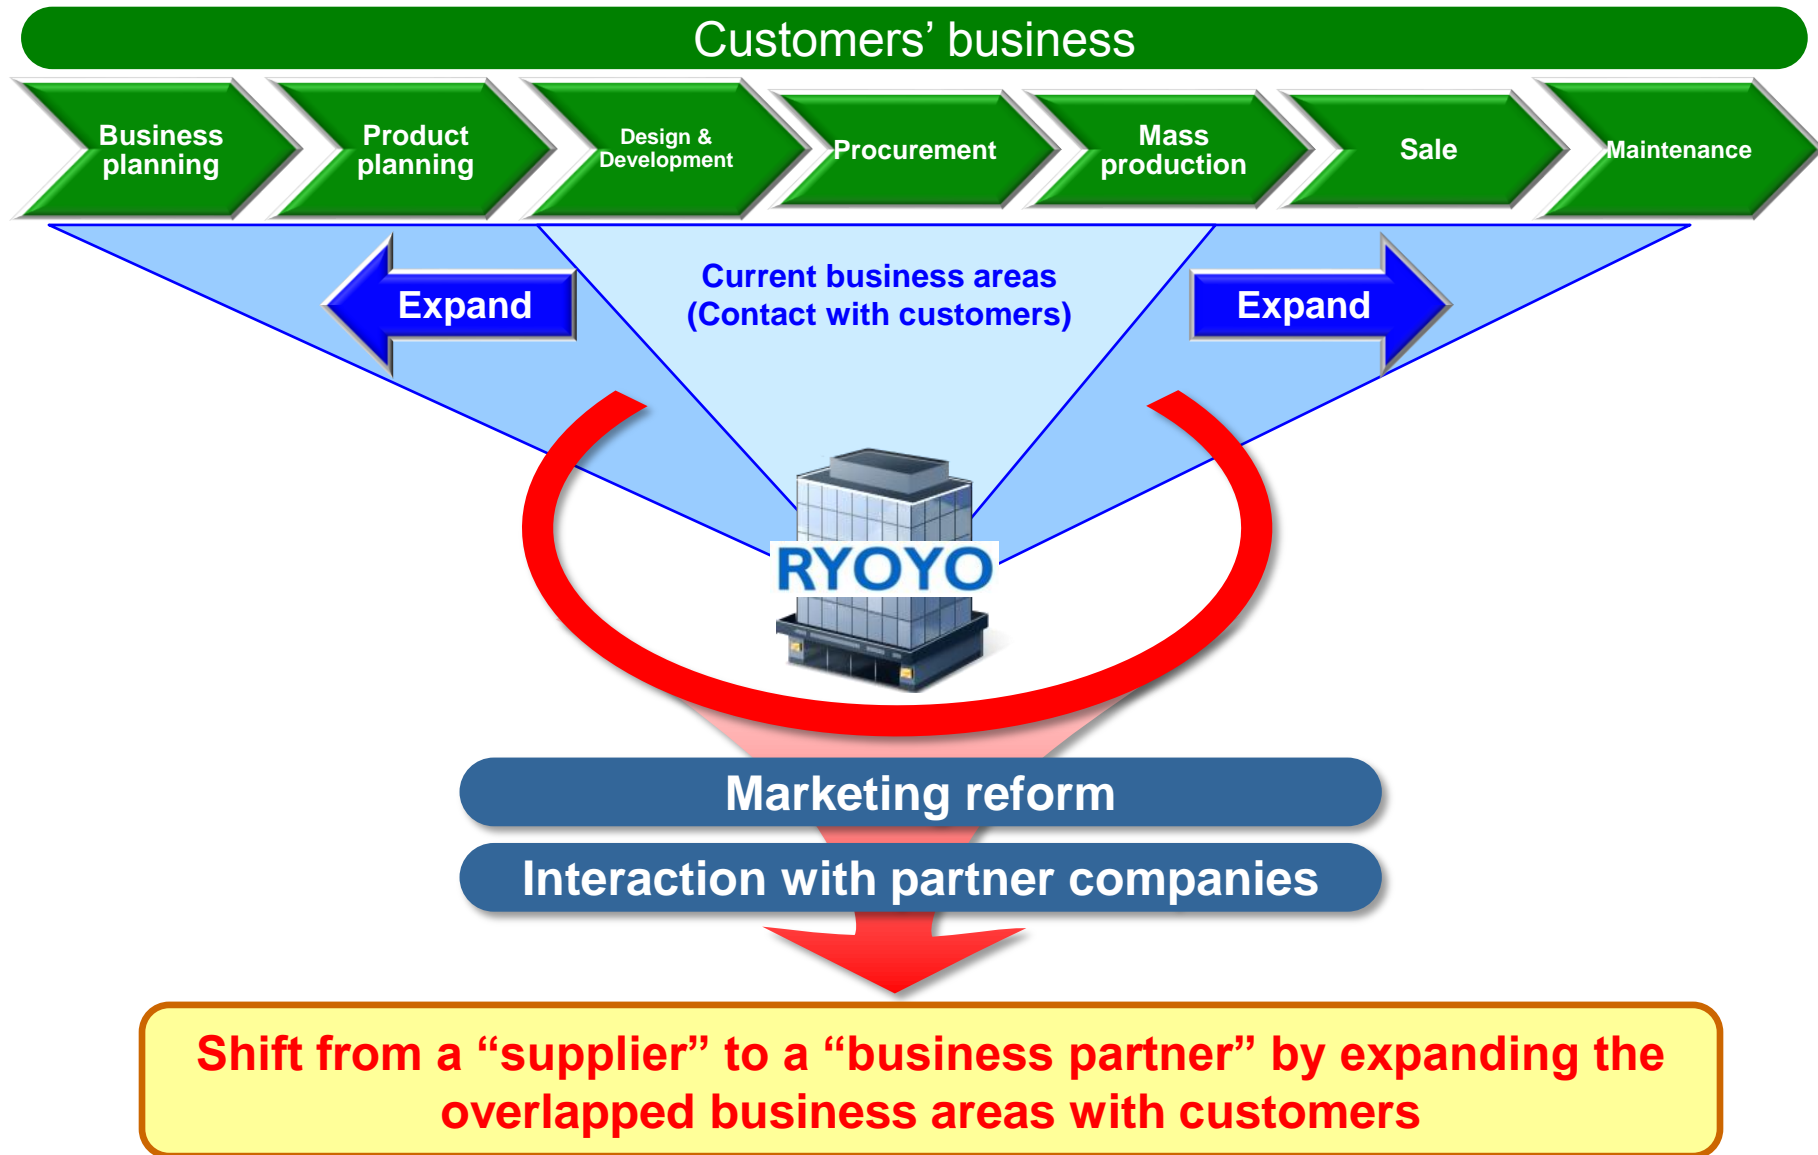 Customers’ business
Business
planning
Product
planning
Design &
Development
Procurement
Mass
production
Sale
Maintenance
Current business areas
(Contact with customers)
Expand
Expand
RYOYO
Marketing reform
Interaction with partner companies
Shift from a “supplier” to a “business partner” by expanding the
overlapped business areas with customers